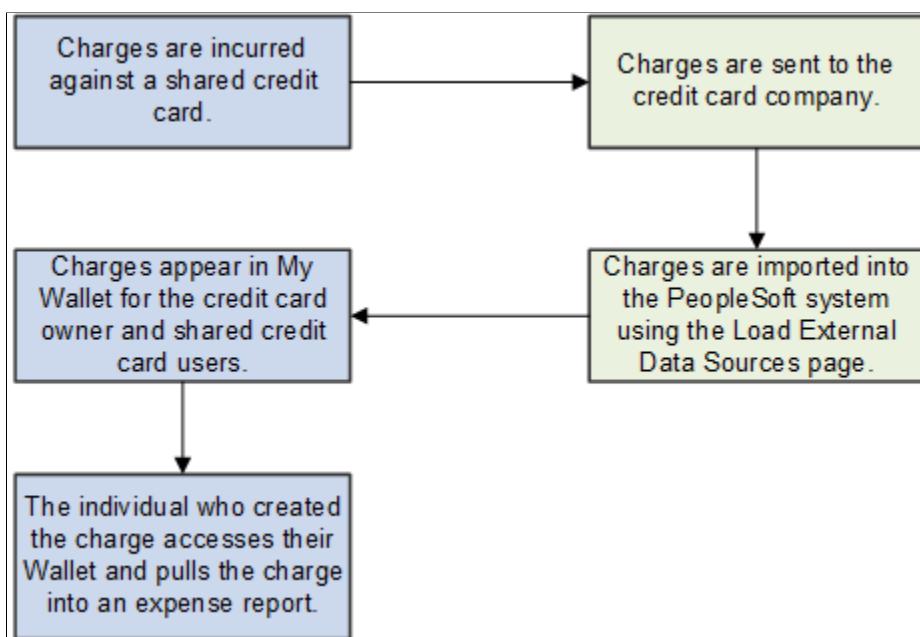 Charges are incurred
against a shared credit
card.
Charges are sent to the
credit card company.
Charges are imported into
the PeopleSoft system
using the Load External
Data Sources page.
Charges appear in My
Wallet for the credit card
owner and shared credit
card users.
The individual who created
the charge accesses their
Wallet and pulls the charge
into an expense report.